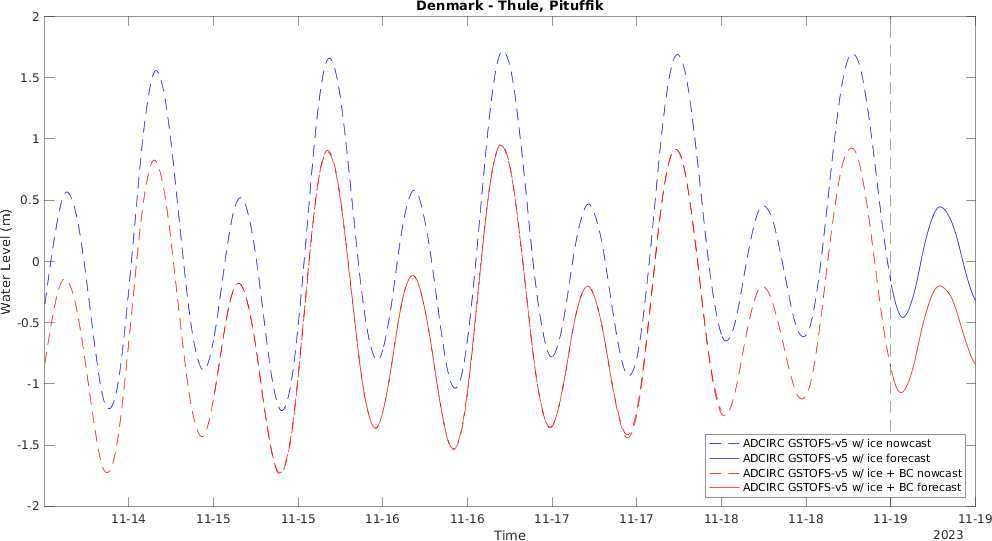 Denmark - Thule, Pituffik
2
1.5
1
0.5
0
-0.5
-1
-1.5
-2
Water Level (m)
ADCIRC GSTOFS-v5 w/ ice nowcast
ADCIRC GSTOFS-v5 w/ ice forecast
ADCIRC GSTOFS-v5 w/ ice + BC nowcast
ADCIRC GSTOFS-v5 w/ ice + BC forecast
11-14 11-15 11-15 11-16 11-16 11-17 11-17 11-18 11-18 11-19 11-19
Time
2023